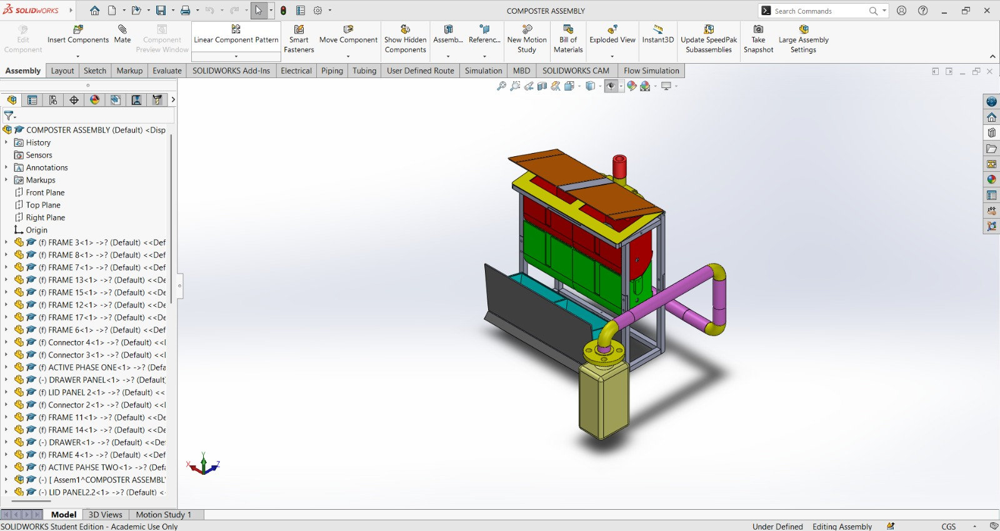 SOLIDWORKS
COMPOSTER ASSEMBLY
Search Commands
Edit Component
Insert Components
Mate
Component Preview Window
Linear Component Pattern
Smart Fasteners
Move Component
Show Hidden Components
Assemb...
Referenc...
New Motion Study
Bill of Materials
Exploded View
Instant3D
Update SpeedPak Subassemblies
Take Snapshot
Large Assembly Settings
Assembly
Layout
Sketch
Markup
Evaluate
SOLIDWORKS Add-Ins
Electrical
Piping
Tubing
User Defined Route
Simulation
MBD
SOLIDWORKS CAM
Flow Simulation
COMPOSTER ASSEMBLY (Default) <Disp
History
Sensors
Annotations
Markups
Front Plane
Top Plane
Right Plane
Origin
(f) FRAME 3<1> ->? (Default) <<Def
(f) FRAME 8<1> ->? (Default) <<Def
(f) FRAME 7<1> ->? (Default) <<Def
(f) FRAME 13<1> ->? (Default) <<De
(f) FRAME 15<1> ->? (Default) <<De
(f) FRAME 12<1> ->? (Default) <<De
(f) FRAME 17<1> ->? (Default) <<De
(f) FRAME 6<1> ->? (Default) <<Def
(f) Connector 4<1> ->? (Default) <<
(f) Connector 3<1> ->? (Default) <<
(f) ACTIVE PHASE ONE<1> ->? (Defa
(-) DRAWER PANEL<1> ->? (Default
(f) LID PANEL 2<1> ->? (Default) <<
(f) Connector 2<1> ->? (Default) <<
(f) FRAME 11<1> ->? (Default) <<De
(f) FRAME 14<1> ->? (Default) <<De
(-) DRAWER<1> ->? (Default) <<De
(f) FRAME 4<1> ->? (Default) <<Def
(f) ACTIVE PAHSE TWO<1> ->? (Def
(-) [ Assem1^COMPOSTER ASSEMBL
(-) LID PANEL2.2<1> ->? (Default) <
X Y Z
Model
3D Views
Motion Study 1
SOLIDWORKS Student Edition - Academic Use Only
Under Defined
Editing Assembly
CGS